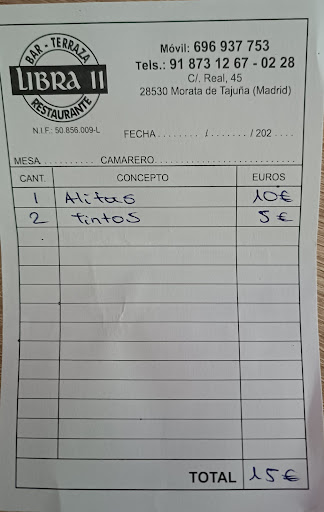 BAR - TERRAZA
LIBRA II
RESTAURANTE
N.I.F.: 50.856.009-L
Móvil: 696 937 753
Tels.: 91 873 12 67 - 02 28
C/. Real, 45
28530 Morata de Tajuña (Madrid)
FECHA ......... / ......... / 202 ....
MESA ............ CAMARERO..............................
CANT. CONCEPTO EUROS
1 Alitas 10€
2 tintos 5€
TOTAL 15€